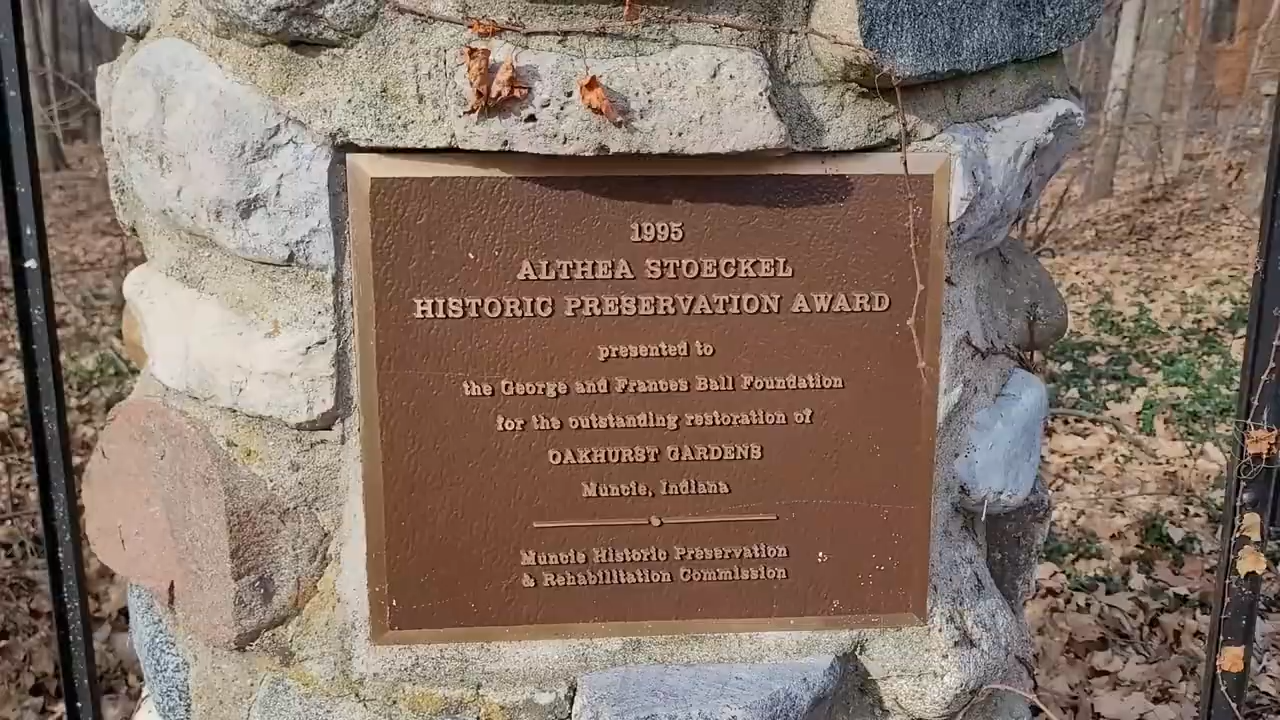 1995
ALTHEA STOECKEL
HISTORIC PRESERVATION AWARD
presented to
the George and Frances Ball Foundation
for the outstanding restoration of
OAKHURST GARDENS
Muncie, Indiana
Muncie Historic Preservation
& Rehabilitation Commission